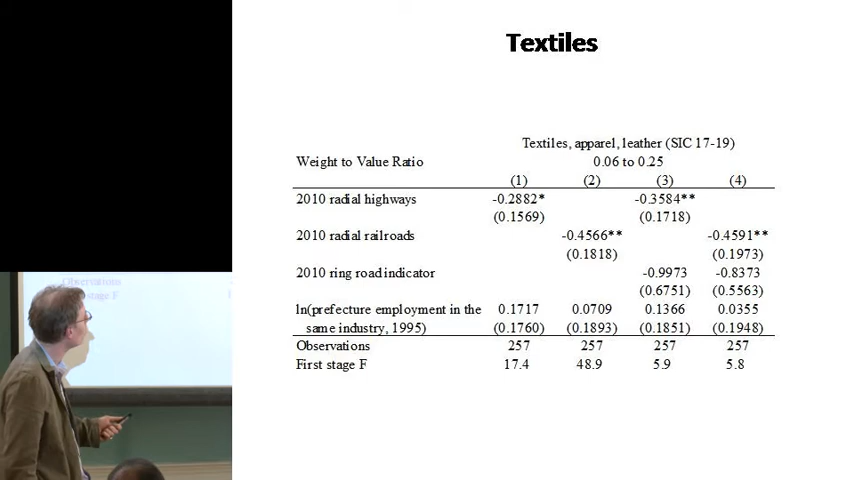 Textiles
Textiles, apparel, leather (SIC 17-19)
Weight to Value Ratio 0.06 to 0.25
(1) (2) (3) (4)
2010 radial highways -0.2882* -0.3584**
(0.1569) (0.1718)
2010 radial railroads -0.4566** -0.4591**
(0.1818) (0.1973)
2010 ring road indicator -0.9973 -0.8373
(0.6751) (0.5563)
ln(prefecture employment in the 0.1717 0.0709 0.1366 0.0355
same industry, 1995) (0.1760) (0.1893) (0.1851) (0.1948)
Observations 257 257 257 257
First stage F 17.4 48.9 5.9 5.8
Observations
stage F